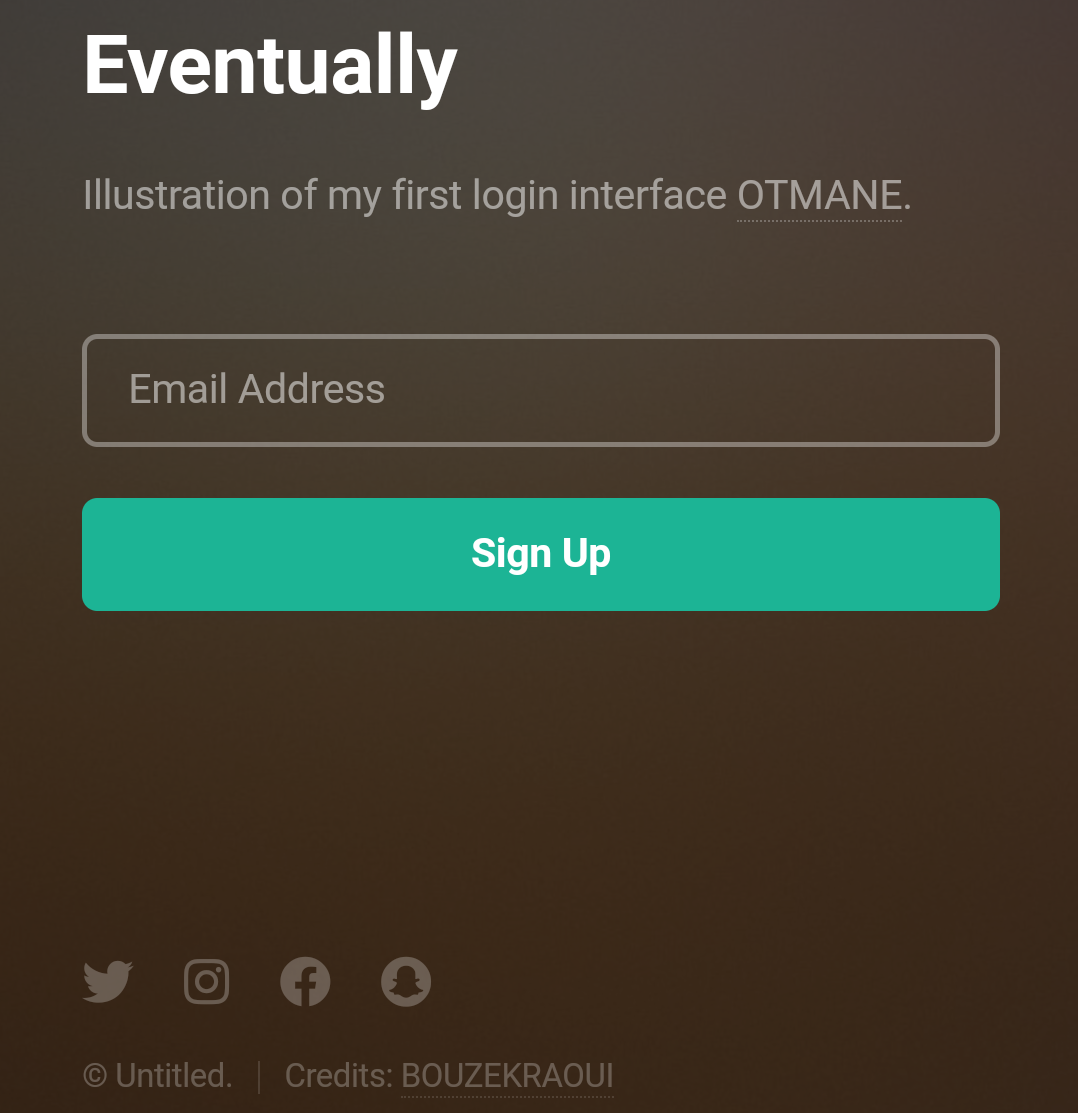 Eventually
Illustration of my first login interface OTMANE.
Email Address
Sign Up
© Untitled. | Credits: BOUZEKRAOUI